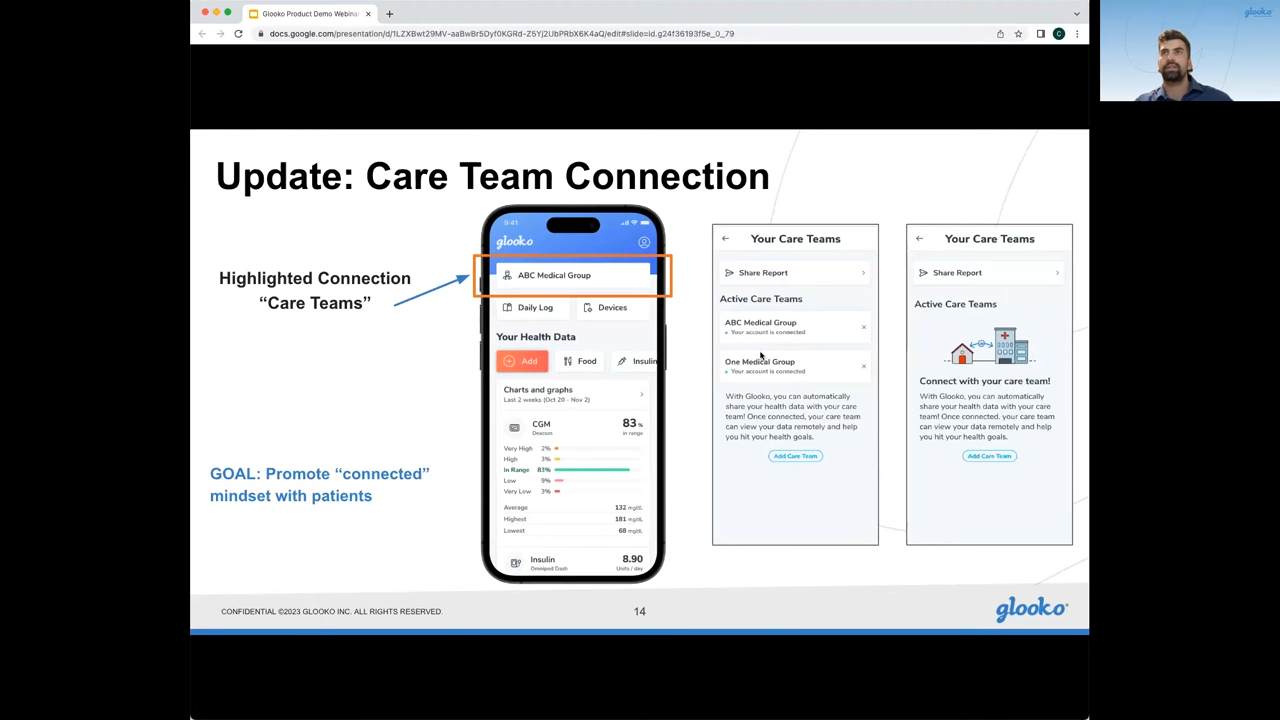 Glooko Product Demo Webina
docs.google.com/presentation/d/1LZXBwt29MV-aaBwBr5Dyf0KGRd-Z5Yj2UbPRbX6K4aQ/edit#slide=id.g24f36193f5e_0_79
C
glooko
Update: Care Team Connection
Highlighted Connection
“Care Teams”
GOAL: Promote “connected”
mindset with patients
9:41
glooko
ABC Medical Group
Daily Log
Devices
Your Health Data
Add
Food
Insulin
Charts and graphs
Last 2 weeks (Oct 20 - Nov 2)
CGM
Dexcom
83 %
in range
Very High 2%
High 3%
In Range 83%
Low 9%
Very Low 3%
Average 132 mg/dL
Highest 181 mg/dL
Lowest 68 mg/dL
Insulin
Omnipod Dash
8.90
Units / day
Your Care Teams
Share Report
Active Care Teams
ABC Medical Group
Your account is connected
One Medical Group
Your account is connected
With Glooko, you can automatically
share your health data with your care
team! Once connected, your care team
can view your data remotely and help
you hit your health goals.
Add Care Team
Your Care Teams
Share Report
Active Care Teams
Connect with your care team!
With Glooko, you can automatically
share your health data with your care
team! Once connected, your care team
can view your data remotely and help
you hit your health goals.
Add Care Team
CONFIDENTIAL ©2023 GLOOKO INC. ALL RIGHTS RESERVED.
14
glooko